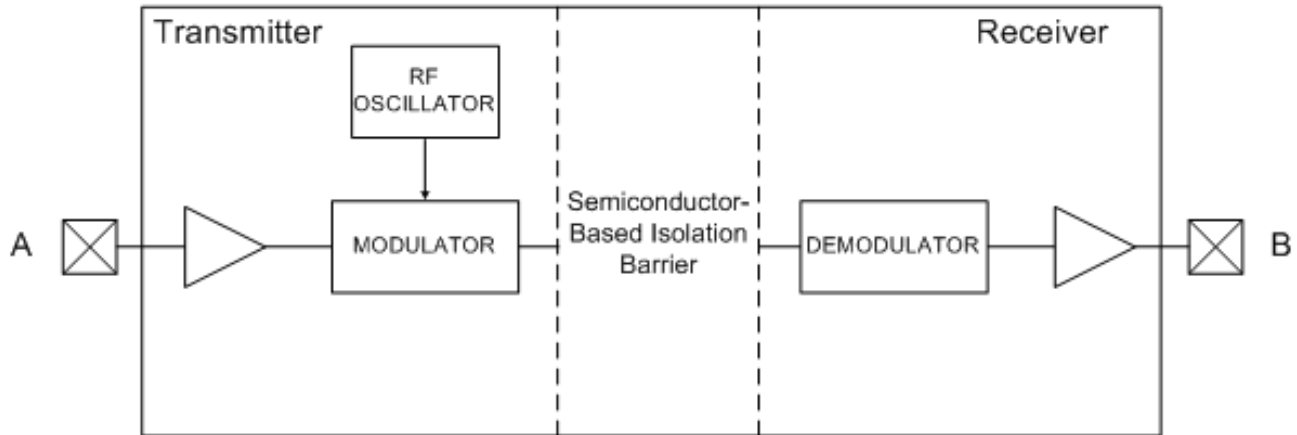 Transmitter
Receiver
RF
OSCILLATOR
A
MODULATOR
Semiconductor-
Based Isolation
Barrier
DEMODULATOR
B